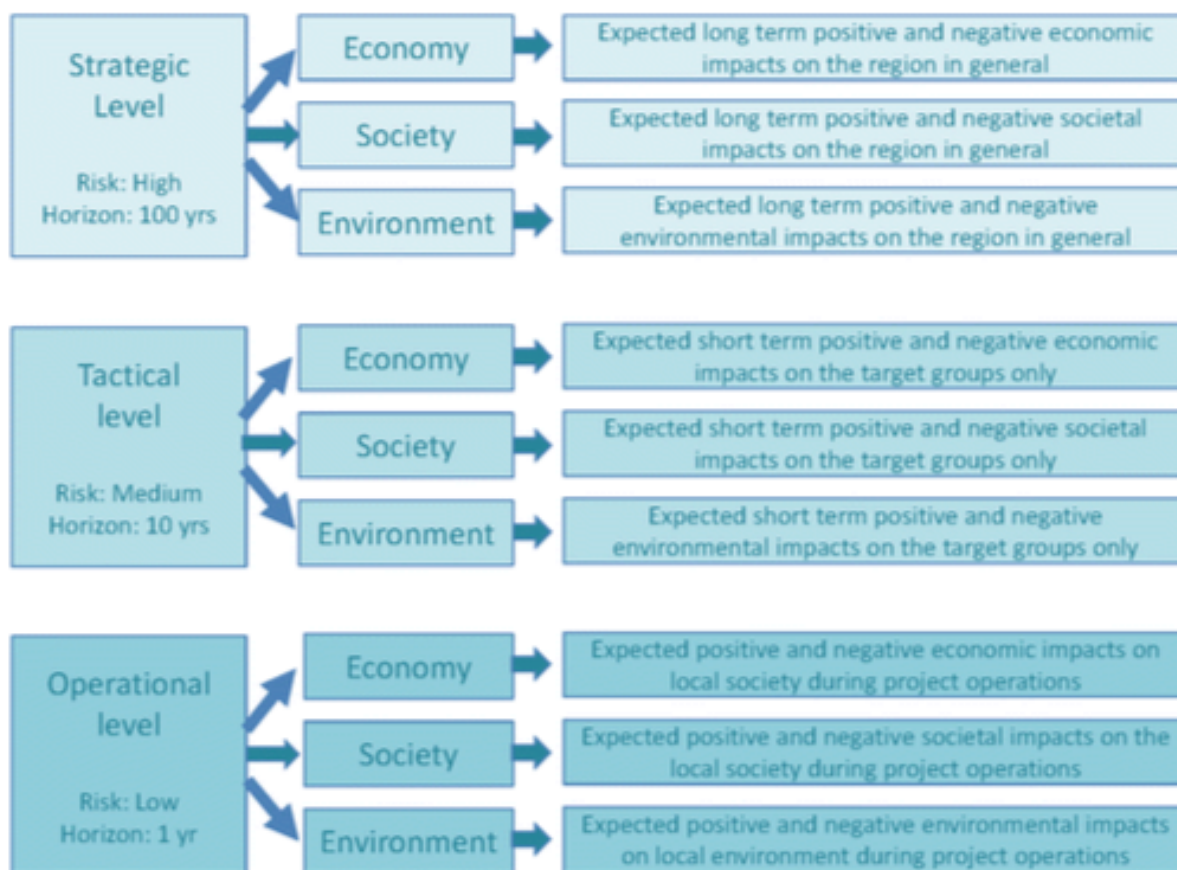 Strategic
Level
Risk: High
Horizon: 100 yrs
Economy
Expected long term positive and negative economic
impacts on the region in general
Society
Expected long term positive and negative societal
impacts on the region in general
Environment
Expected long term positive and negative
environmental impacts on the region in general
Tactical
level
Risk: Medium
Horizon: 10 yrs
Economy
Expected short term positive and negative economic
impacts on the target groups only
Society
Expected short term positive and negative societal
impacts on the target groups only
Environment
Expected short term positive and negative
environmental impacts on the target groups only
Operational
level
Risk: Low
Horizon: 1 yr
Economy
Expected positive and negative economic impacts on
local society during project operations
Society
Expected positive and negative societal impacts on the
local society during project operations
Environment
Expected positive and negative environmental impacts
on local environment during project operations